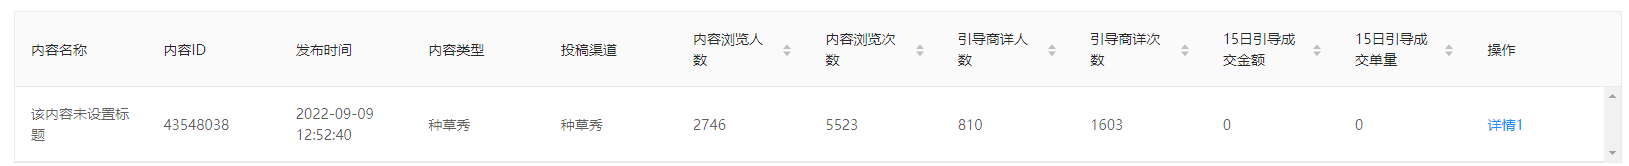 内容名称
内容ID
发布时间
内容类型
投稿渠道
内容浏览人
数
内容浏览次
数
引导商详人
数
引导商详次
数
15日引导成
交金额
15日引导成
交单量
操作
该内容未设置标
题
43548038
2022-09-09
12:52:40
种草秀
种草秀
2746
5523
810
1603
0
0
详情1